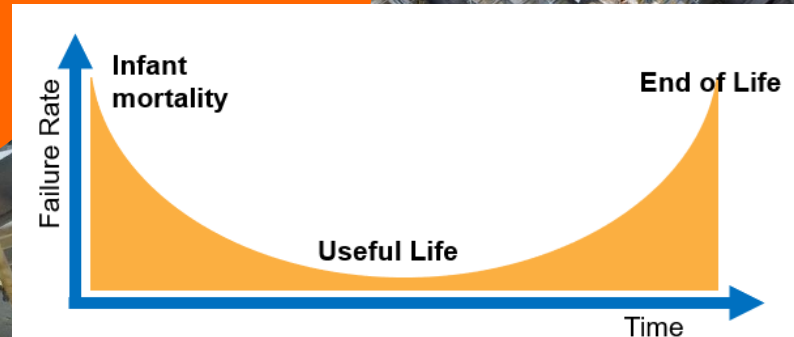 Infant
mortality
End of Life
Failure Rate
Useful Life
Time